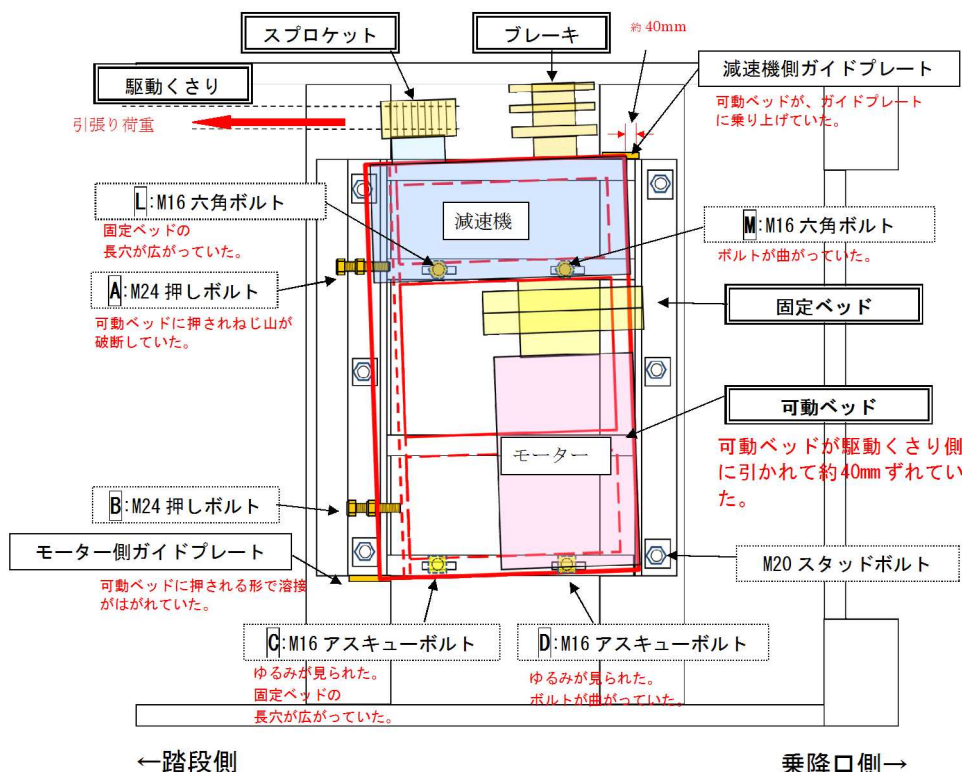 スプロケット
ブレーキ
約 40mm
駆動くさり
減速機側ガイドプレート
可動ベッドが、ガイドプレート
に乗り上げていた。
引張り荷重
L:M16 六角ボルト
固定ベッドの
長穴が広がっていた。
減速機
M:M16 六角ボルト
ボルトが曲がっていた。
A:M24 押しボルト
可動ベッドに押されねじ山が
破断していた。
固定ベッド
可動ベッド
可動ベッドが駆動くさり側
に引かれて約40mm ずれてい
た。
モーター
B:M24 押しボルト
モーター側ガイドプレート
可動ベッドに押される形で溶接
がはがれていた。
M20 スタッドボルト
C:M16 アスキューボルト
ゆるみが見られた。
固定ベッドの
長穴が広がっていた。
D:M16 アスキューボルト
ゆるみが見られた。
ボルトが曲がっていた。
←踏段側
乗降口側→